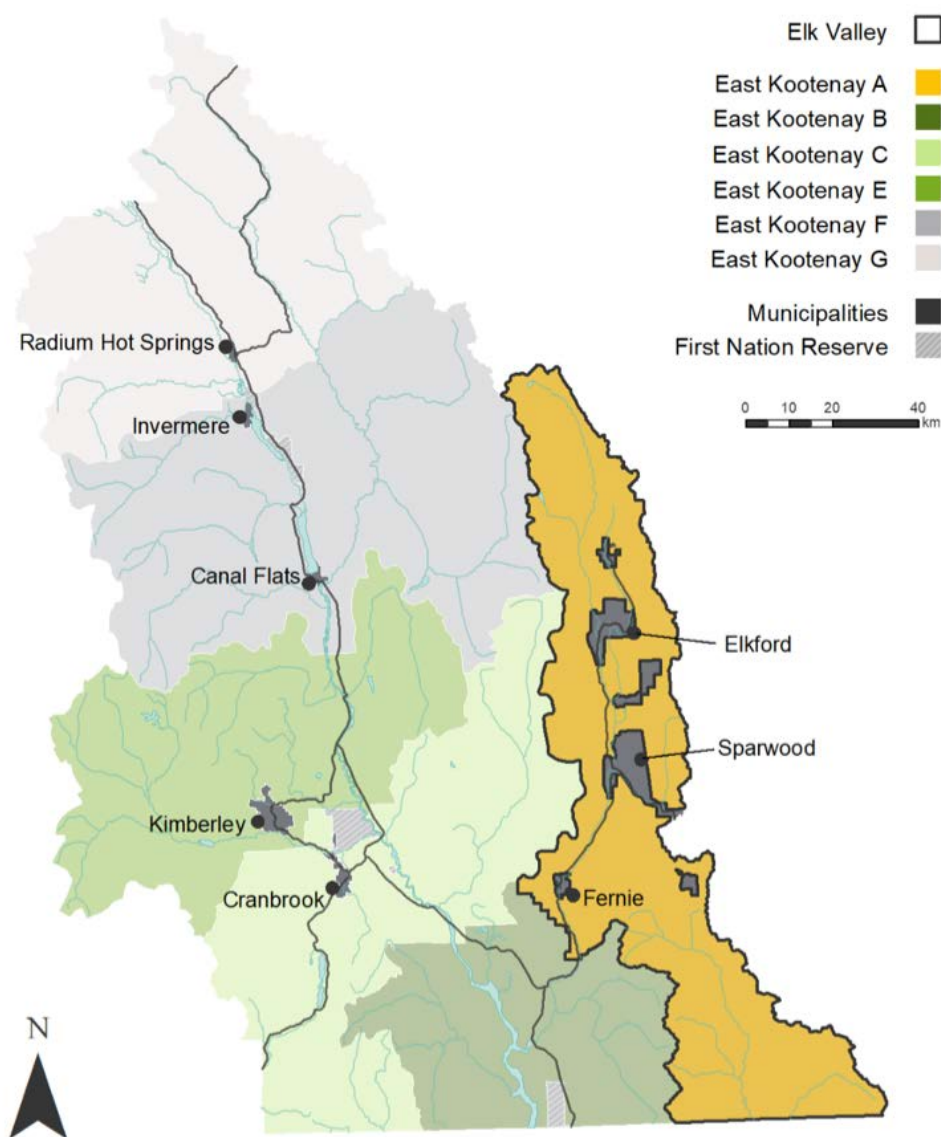 Elk Valley
East Kootenay A
East Kootenay B
East Kootenay C
East Kootenay E
East Kootenay F
East Kootenay G
Municipalities
First Nation Reserve
0 10 20 40
km
Radium Hot Springs
Invermere
Canal Flats
Elkford
Sparwood
Kimberley
Cranbrook
Fernie
N